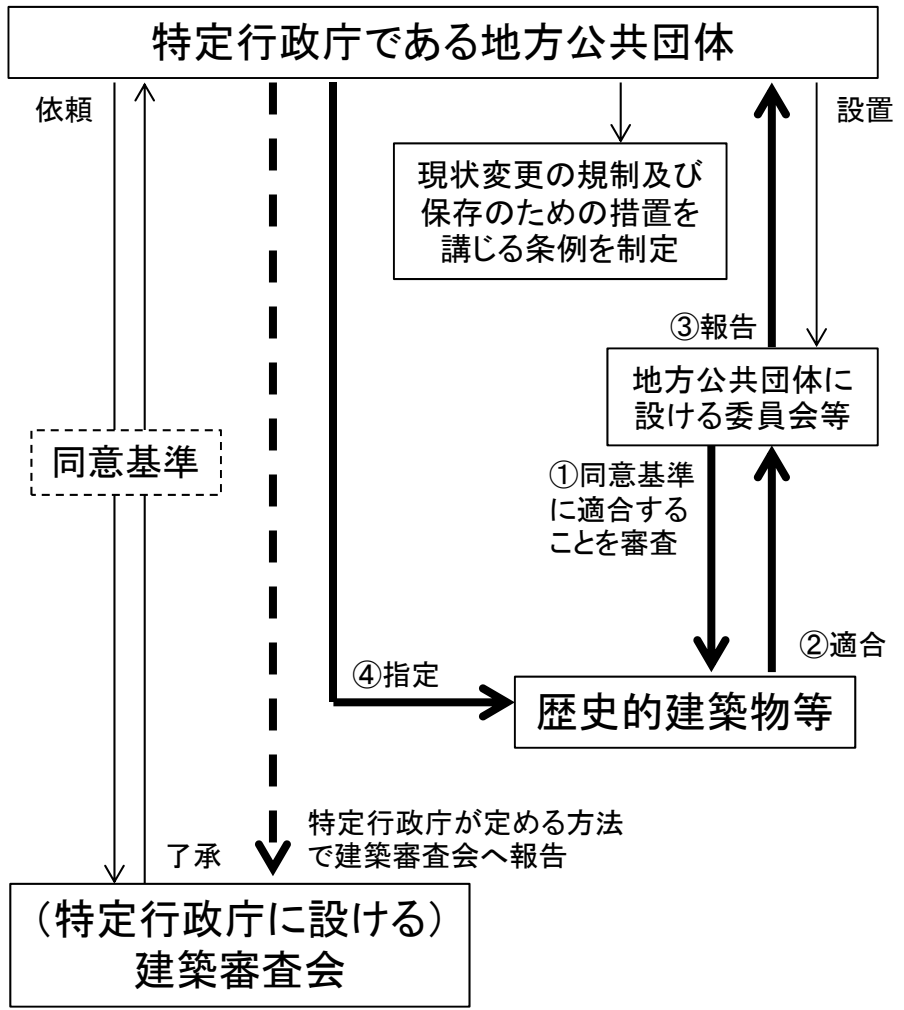 特定行政庁である地方公共団体
依頼
設置
現状変更の規制及び
保存のための措置を
講じる条例を制定
③報告
地方公共団体に
設ける委員会等
同意基準
①同意基準
に適合する
ことを審査
②適合
④指定
歴史的建築物等
特定行政庁が定める方法
で建築審査会へ報告
了承
（特定行政庁に設ける）
建築審査会